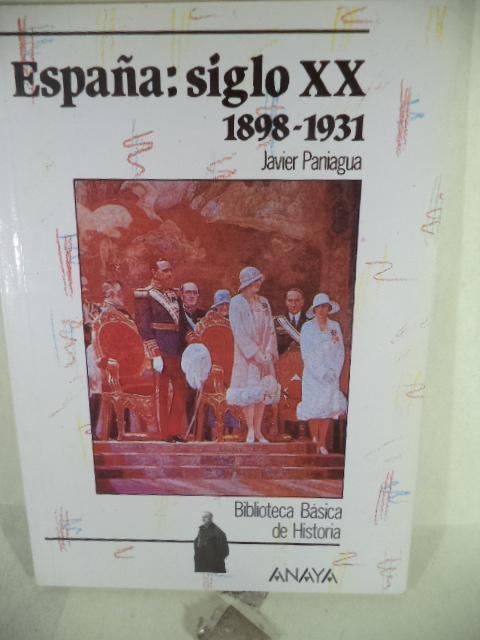 España: siglo XX
1898-1931
Javier Paniagua
Biblioteca Básica
de Historia
ANAYA